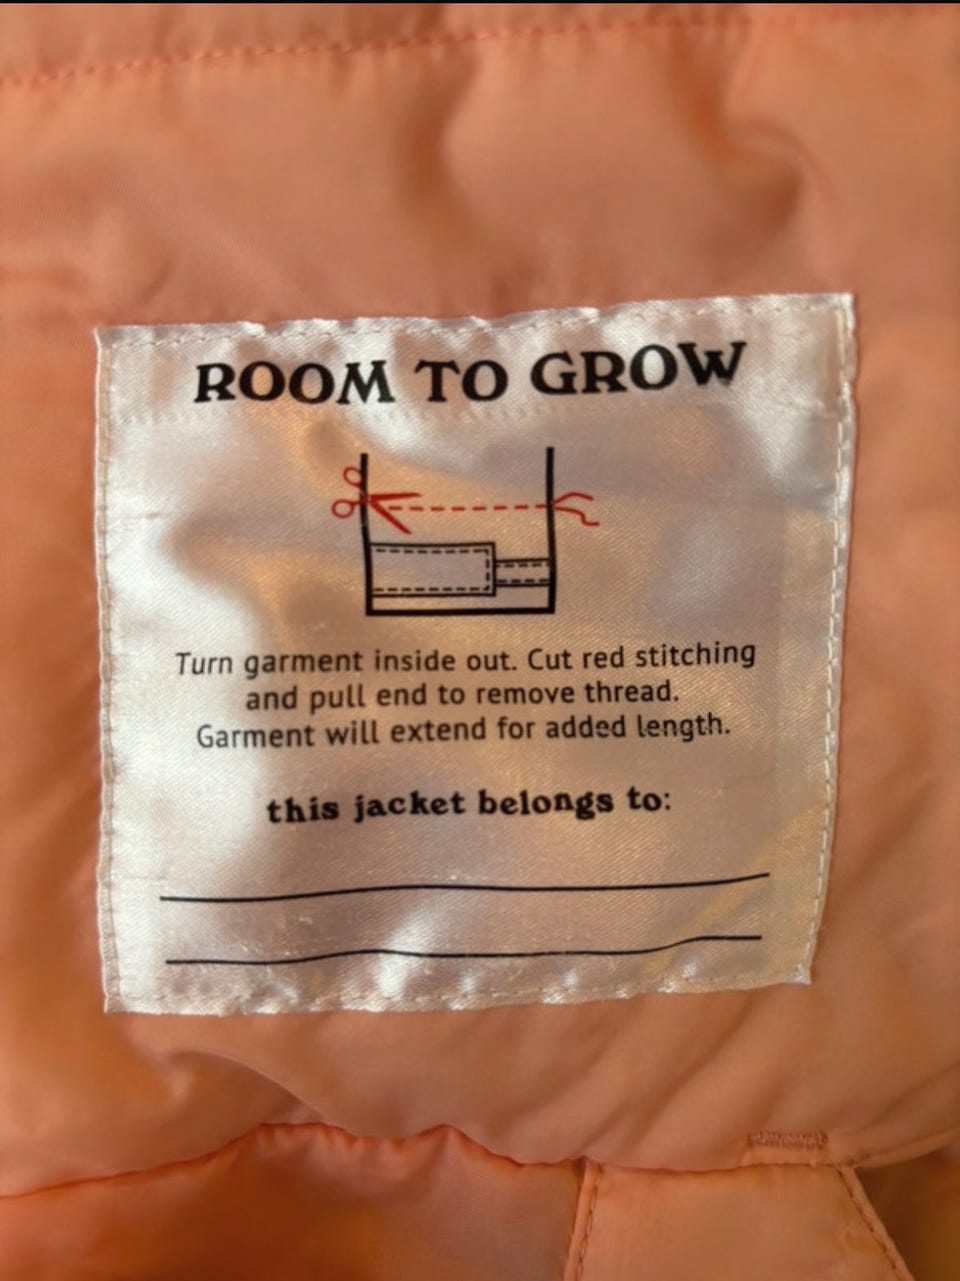 ROOM TO GROW
Turn garment inside out. Cut red stitching
and pull end to remove thread.
Garment will extend for added length.
this jacket belongs to: